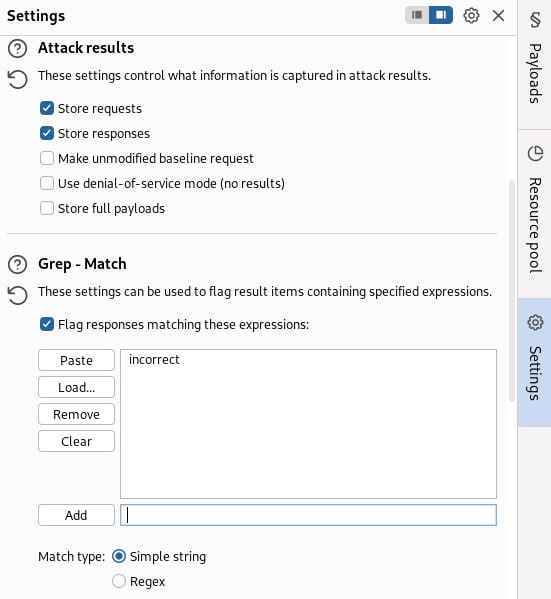 Settings
Attack results
These settings control what information is captured in attack results.
Store requests
Store responses
Make unmodified baseline request
Use denial-of-service mode (no results)
Store full payloads
Grep - Match
These settings can be used to flag result items containing specified expressions.
Flag responses matching these expressions:
Paste
incorrect
Load...
Remove
Clear
Add
Match type:
Simple string
Regex
Payloads
Resource pool
Settings